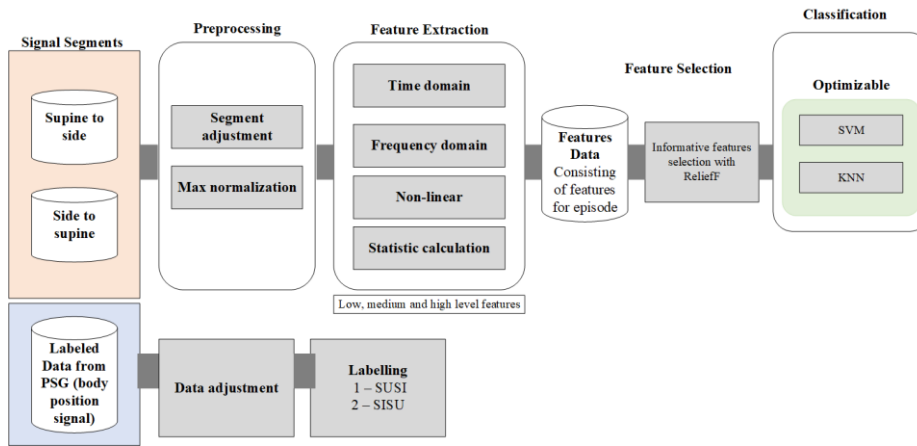 Signal Segments
Supine to
side
Side to
supine
Preprocessing
Segment
adjustment
Max normalization
Feature Extraction
Time domain
Frequency domain
Non-linear
Statistic calculation
Low, medium and high level features
Features
Data
Consisting
of features
for episode
Feature Selection
Informative features
selection with
ReliefF
Classification
Optimizable
SVM
KNN
Labeled
Data from
PSG (body
position
signal)
Data adjustment
Labelling
1 – SUSI
2 – SISU